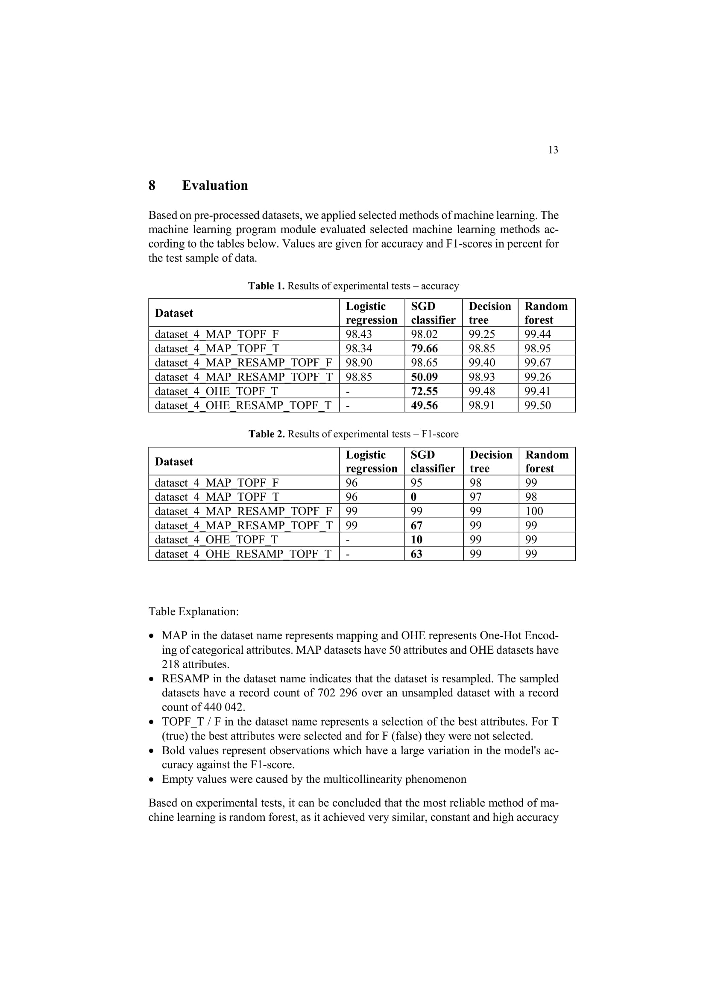 13
8 Evaluation
Based on pre-processed datasets, we applied selected methods of machine learning. The
machine learning program module evaluated selected machine learning methods ac-
cording to the tables below. Values are given for accuracy and F1-scores in percent for
the test sample of data.
Table 1. Results of experimental tests – accuracy
Dataset Logistic regression SGD classifier Decision tree Random forest
dataset_4_MAP_TOPF_F 98.43 98.02 99.25 99.44
dataset_4_MAP_TOPF_T 98.34 79.66 98.85 98.95
dataset_4_MAP_RESAMP_TOPF_F 98.90 98.65 99.40 99.67
dataset_4_MAP_RESAMP_TOPF_T 98.85 50.09 98.93 99.26
dataset_4_OHE_TOPF_T - 72.55 99.48 99.41
dataset_4_OHE_RESAMP_TOPF_T - 49.56 98.91 99.50
Table 2. Results of experimental tests – F1-score
Dataset Logistic regression SGD classifier Decision tree Random forest
dataset_4_MAP_TOPF_F 96 95 98 99
dataset_4_MAP_TOPF_T 96 0 97 98
dataset_4_MAP_RESAMP_TOPF_F 99 99 99 100
dataset_4_MAP_RESAMP_TOPF_T 99 67 99 99
dataset_4_OHE_TOPF_T - 10 99 99
dataset_4_OHE_RESAMP_TOPF_T - 63 99 99
Table Explanation:
• MAP in the dataset name represents mapping and OHE represents One-Hot Encod-
ing of categorical attributes. MAP datasets have 50 attributes and OHE datasets have
218 attributes.
• RESAMP in the dataset name indicates that the dataset is resampled. The sampled
datasets have a record count of 702 296 over an unsampled dataset with a record
count of 440 042.
• TOPF_T / F in the dataset name represents a selection of the best attributes. For T
(true) the best attributes were selected and for F (false) they were not selected.
• Bold values represent observations which have a large variation in the model's ac-
curacy against the F1-score.
• Empty values were caused by the multicollinearity phenomenon
Based on experimental tests, it can be concluded that the most reliable method of ma-
chine learning is random forest, as it achieved very similar, constant and high accuracy